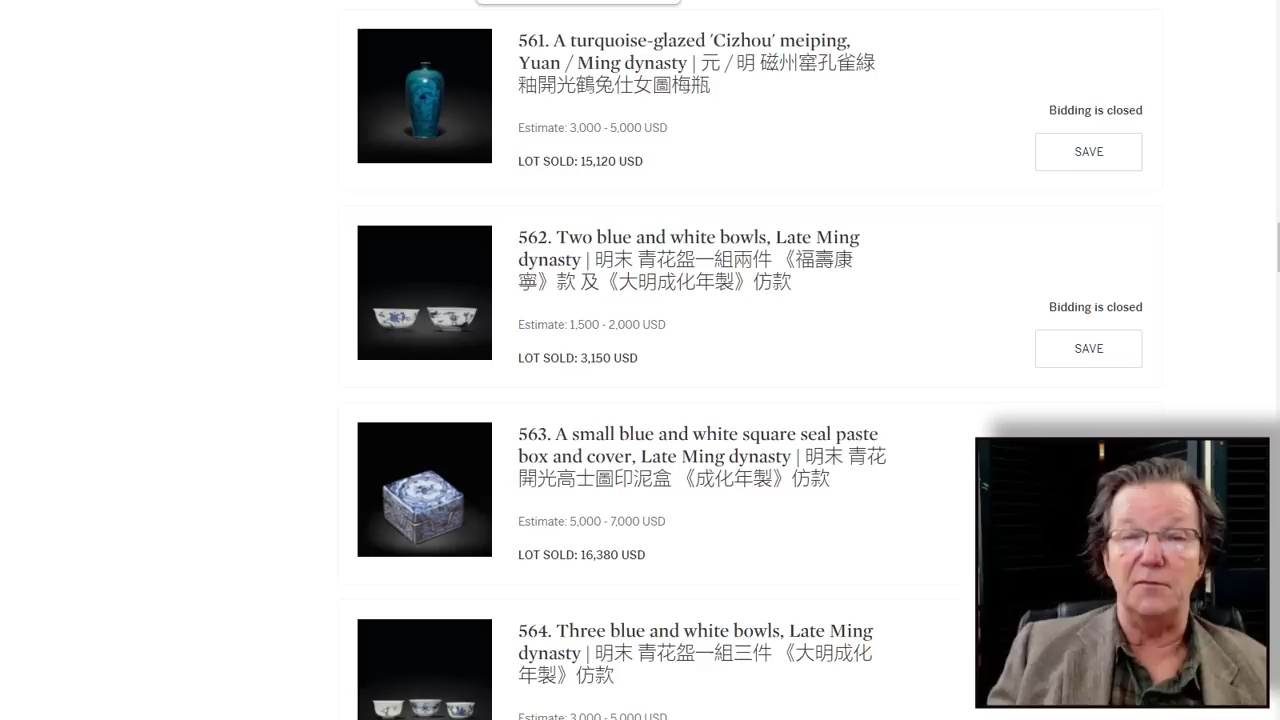 561. A turquoise-glazed 'Cizhou' meiping,
Yuan / Ming dynasty | 元 / 明 磁州窰孔雀綠
釉開光鶴兔仕女圖梅瓶
Estimate: 3,000 - 5,000 USD
LOT SOLD: 15,120 USD
Bidding is closed
SAVE
562. Two blue and white bowls, Late Ming
dynasty | 明末 青花盌一組兩件 《福壽康
寧》款 及《大明成化年製》仿款
Estimate: 1,500 - 2,000 USD
LOT SOLD: 3,150 USD
Bidding is closed
SAVE
563. A small blue and white square seal paste
box and cover, Late Ming dynasty | 明末 青花
開光高士圖印泥盒 《成化年製》仿款
Estimate: 5,000 - 7,000 USD
LOT SOLD: 16,380 USD
564. Three blue and white bowls, Late Ming
dynasty | 明末 青花盌一組三件 《大明成化
年製》仿款
Estimate: 3,000 - 5,000 USD